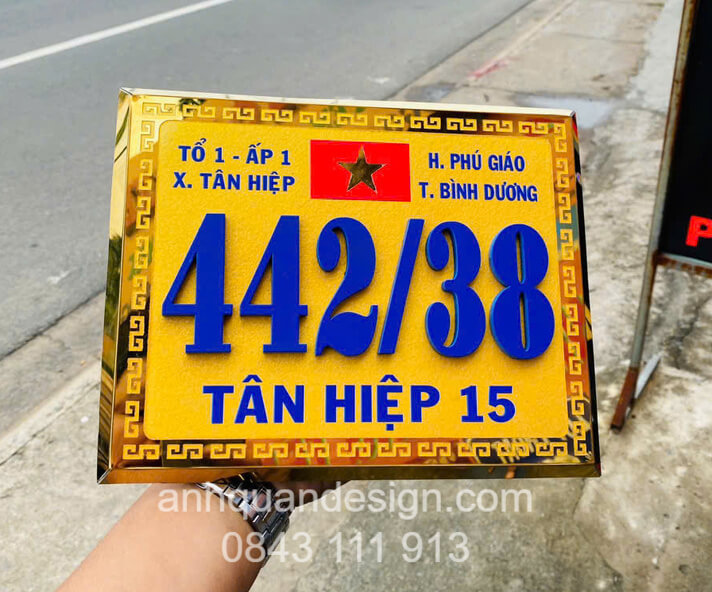 TỔ 1 - ẤP 1
X. TÂN HIỆP
H. PHÚ GIÁO
T. BÌNH DƯƠNG
442/38
TÂN HIỆP 15
anhquandesign.com
0843 111 913
P